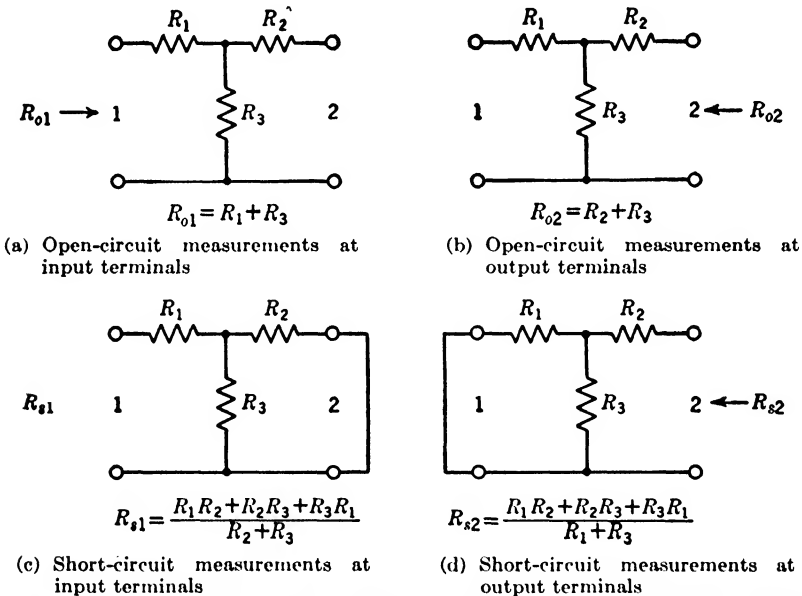 R₁ R₂
R₃
Rₒ₁ → 1 2
Rₒ₁=R₁+R₃
(a) Open-circuit measurements at
input terminals
R₁ R₂
R₃
1 2 ← Rₒ₂
Rₒ₂=R₂+R₃
(b) Open-circuit measurements at
output terminals
R₁ R₂
R₃
Rₛ₁ 1 2
Rₛ₁=(R₁R₂+R₂R₃+R₃R₁)/(R₂+R₃)
(c) Short-circuit measurements at
input terminals
R₁ R₂
R₃
1 2 ← Rₛ₂
Rₛ₂=(R₁R₂+R₂R₃+R₃R₁)/(R₁+R₃)
(d) Short-circuit measurements at
output terminals